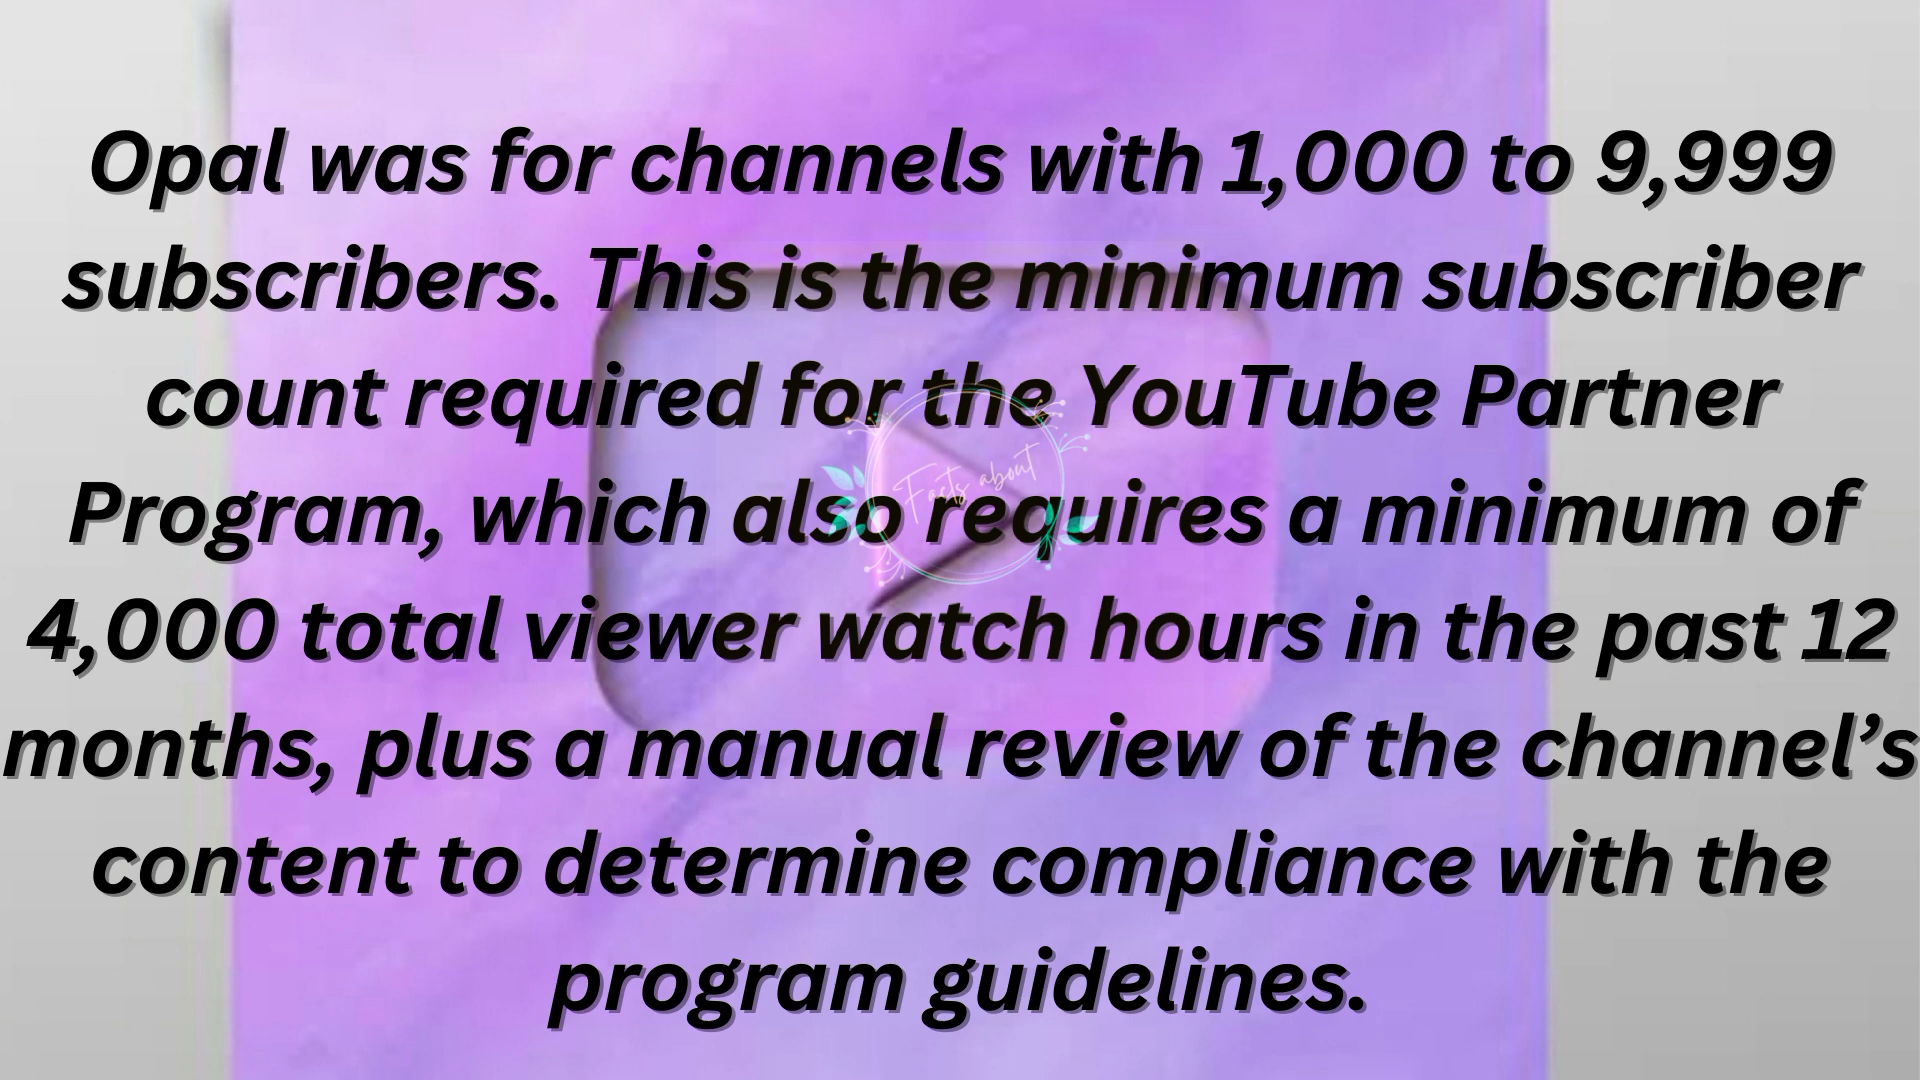 Opal was for channels with 1,000 to 9,999
subscribers. This is the minimum subscriber
count required for the YouTube Partner
Program, which also requires a minimum of
4,000 total viewer watch hours in the past 12
months, plus a manual review of the channel’s
content to determine compliance with the
program guidelines.
Facts about